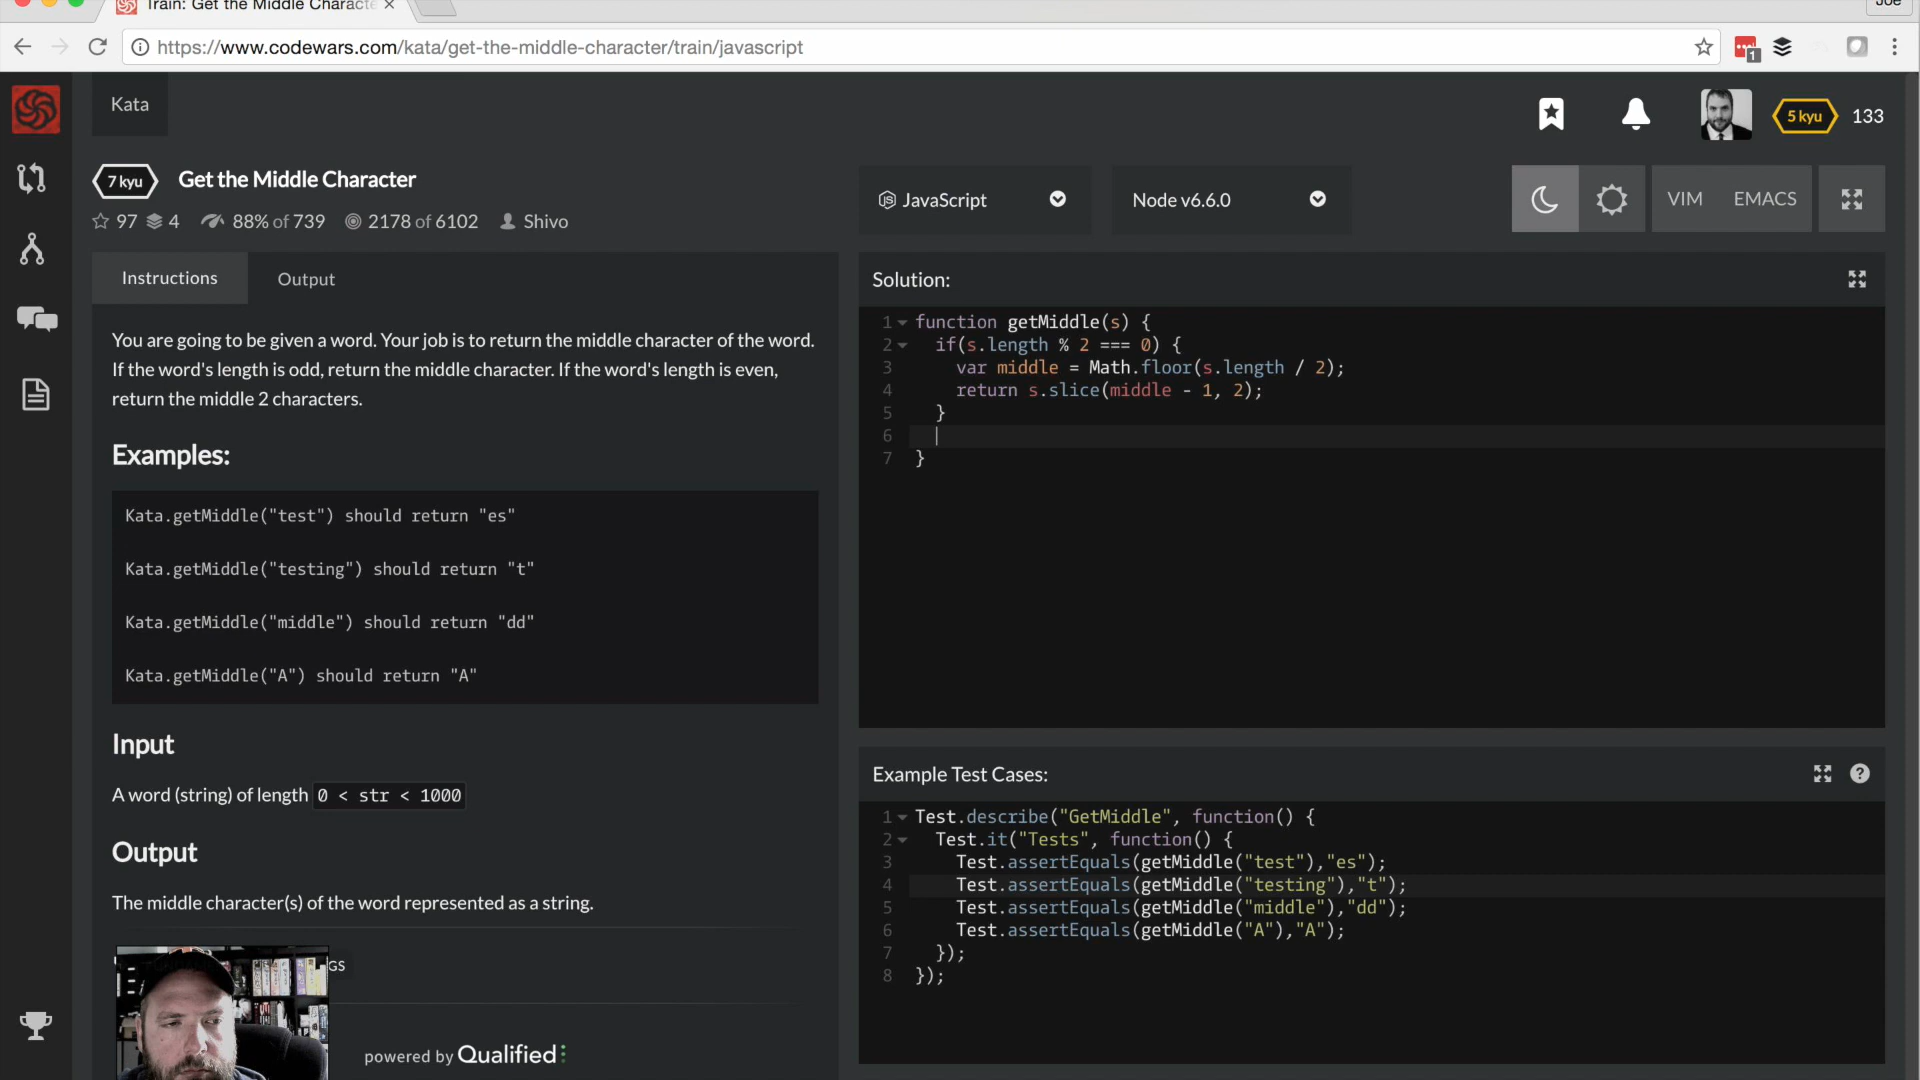 Train: Get the Middle Characte
Joe
https://www.codewars.com/kata/get-the-middle-character/train/javascript
1
Kata
5 kyu
133
7 kyu
Get the Middle Character
97 4 88% of 739 2178 of 6102 Shivo
JavaScript
Node v6.6.0
VIM
EMACS
Instructions
Output
You are going to be given a word. Your job is to return the middle character of the word.
If the word's length is odd, return the middle character. If the word's length is even,
return the middle 2 characters.
Examples:
Kata.getMiddle("test") should return "es"
Kata.getMiddle("testing") should return "t"
Kata.getMiddle("middle") should return "dd"
Kata.getMiddle("A") should return "A"
Input
A word (string) of length 0 < str < 1000
Output
The middle character(s) of the word represented as a string.
GS
powered by Qualified
Solution:
1 function getMiddle(s) {
2 if(s.length % 2 === 0) {
3 var middle = Math.floor(s.length / 2);
4 return s.slice(middle - 1, 2);
5 }
6
7 }
Example Test Cases:
?
1 Test.describe("GetMiddle", function() {
2 Test.it("Tests", function() {
3 Test.assertEquals(getMiddle("test"),"es");
4 Test.assertEquals(getMiddle("testing"),"t");
5 Test.assertEquals(getMiddle("middle"),"dd");
6 Test.assertEquals(getMiddle("A"),"A");
7 });
8 });